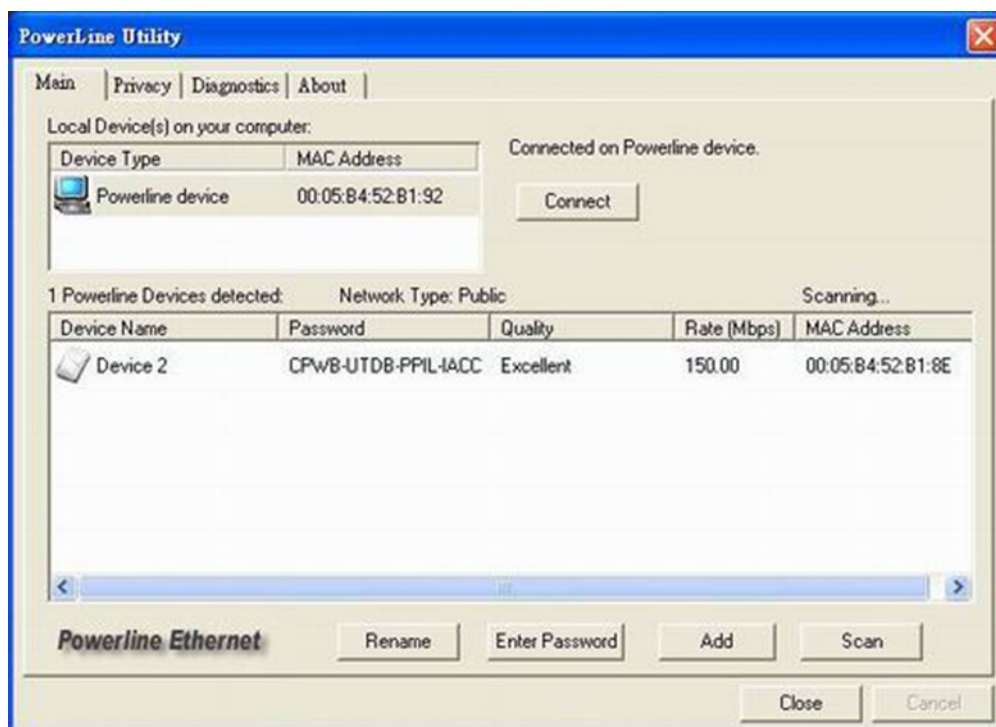 PowerLine Utility
Main Privacy Diagnostics About
Local Device(s) on your computer:
Device Type MAC Address
Powerline device 00:05:B4:52:B1:92
Connected on Powerline device.
Connect
1 Powerline Devices detected: Network Type: Public Scanning...
Device Name Password Quality Rate (Mbps) MAC Address
Device 2 CPWB-UTDB-PPIL-IACC Excellent 150.00 00:05:B4:52:B1:8E
Powerline Ethernet Rename Enter Password Add Scan
Close Cancel